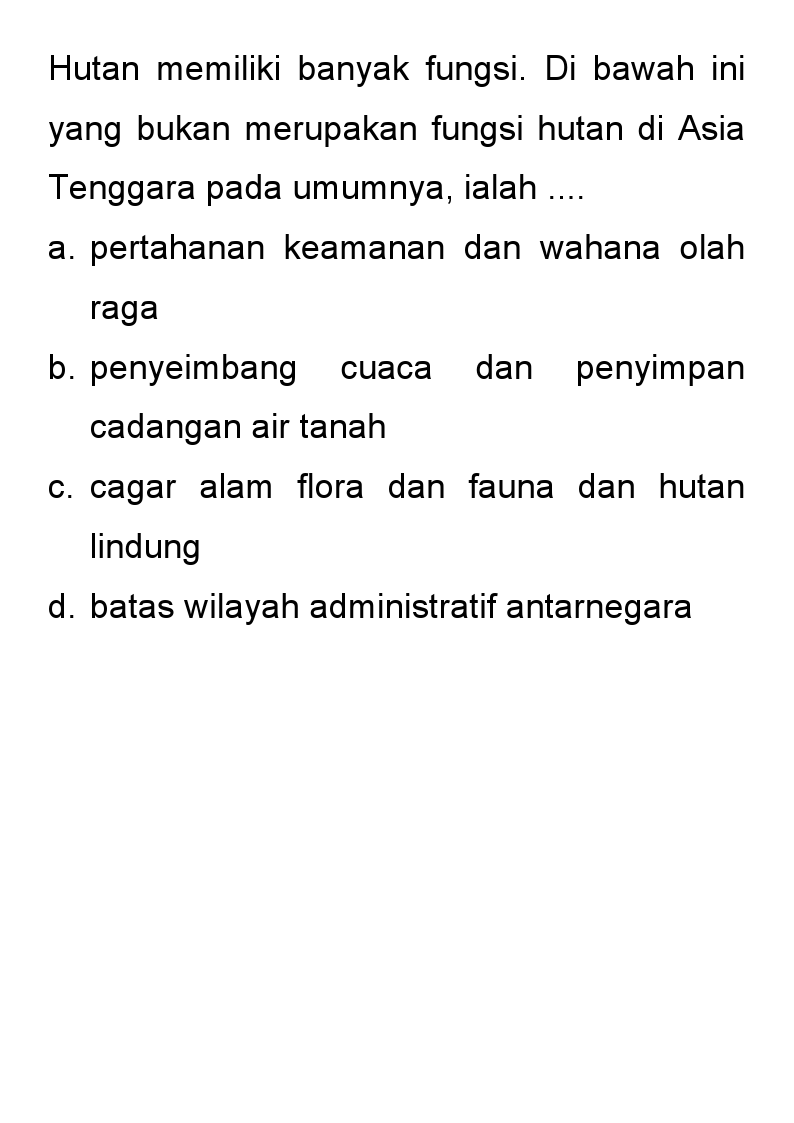 Hutan memiliki banyak fungsi. Di bawah ini
yang bukan merupakan fungsi hutan di Asia
Tenggara pada umumnya, ialah ....
a. pertahanan keamanan dan wahana olah
raga
b. penyeimbang cuaca dan penyimpan
cadangan air tanah
c. cagar alam flora dan fauna dan hutan
lindung
d. batas wilayah administratif antarnegara